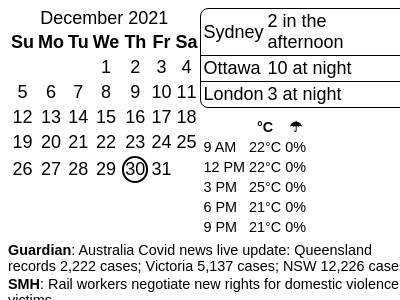 December 2021
Su Mo Tu We Th Fr Sa
1 2 3 4
5 6 7 8 9 10 11
12 13 14 15 16 17 18
19 20 21 22 23 24 25
26 27 28 29 30 31
Sydney 2 in the
afternoon
Ottawa 10 at night
London 3 at night
°C ☂
9 AM 22°C 0%
12 PM 22°C 0%
3 PM 25°C 0%
6 PM 21°C 0%
9 PM 21°C 0%
Guardian: Australia Covid news live update: Queensland
records 2,222 cases; Victoria 5,137 cases; NSW 12,226 cases
SMH: Rail workers negotiate new rights for domestic violence
victims